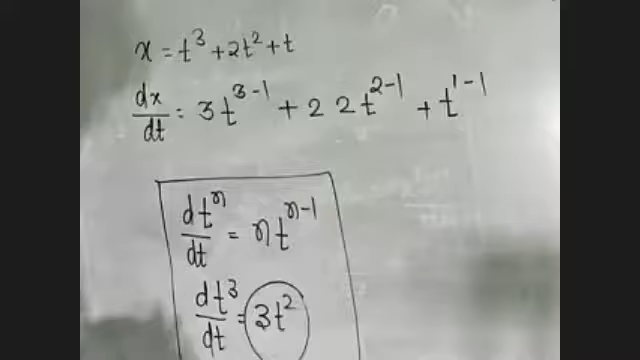 x = t³ + 2t² + t
dx/dt = 3t³⁻¹ + 2 2t²⁻¹ + t¹⁻¹
dtⁿ/dt = ntⁿ⁻¹
dt³/dt = 3t²